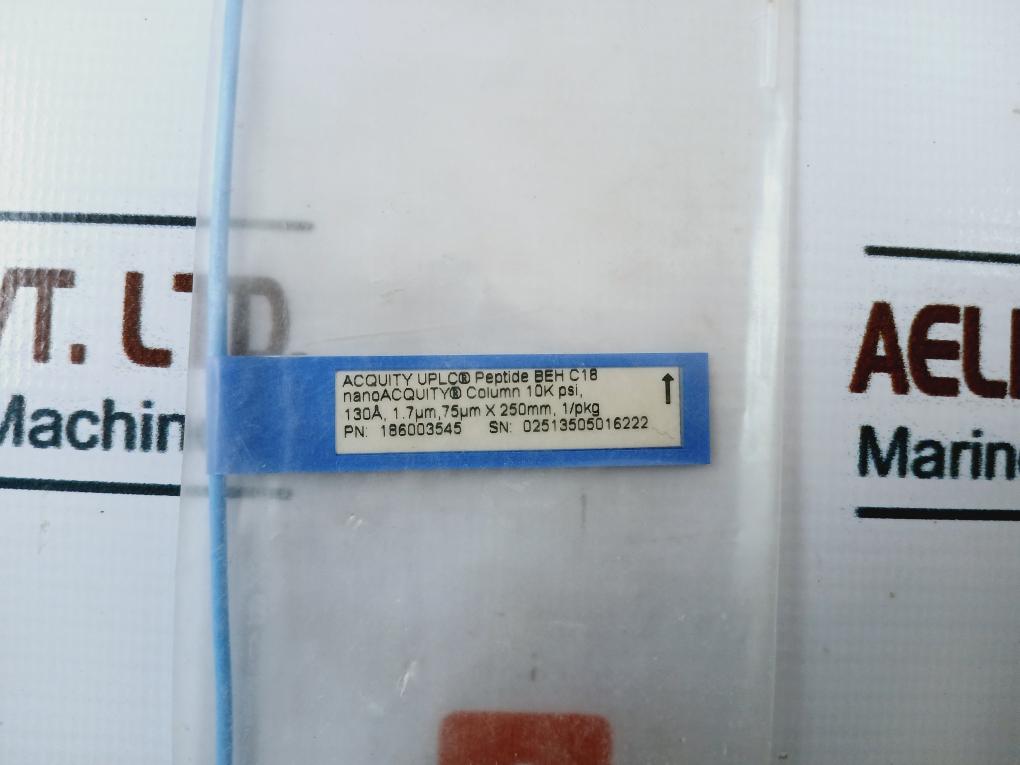 VT. LTD.
Machin
ACQUITY UPLC® Peptide BEH C18
nanoACQUITY® Column 10K psi,
130Å, 1.7µm,75µm X 250mm, 1/pkg
PN: 186003545 SN: 02513505016222
AEL
Marin